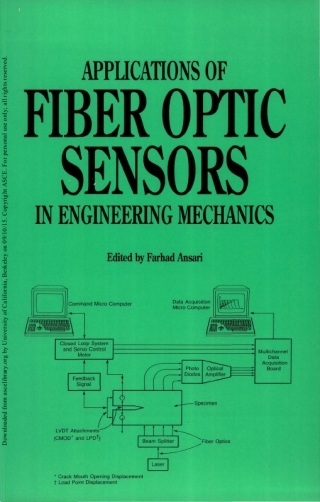 Downloaded from ascelibrary.org by University of California, Berkeley on 09/10/15. Copyright ASCE. For personal use only; all rights reserved.
APPLICATIONS OF
FIBER OPTIC
SENSORS
IN ENGINEERING MECHANICS
Edited by Farhad Ansari
Command Micro Computer
Data Acquisition
Micro Computer
Closed Loop System
and Servo Control
Motor
Multichannel
Data
Acquisition
Board
Photo
Diodes
Optical
Amplifier
Feedback
Signal
Specimen
LVDT Attachments
(CMOD* and LPD‡)
Beam Splitter
Fiber Optics
Laser
* Crack Mouth Opening Displacement
‡ Load Point Displacement